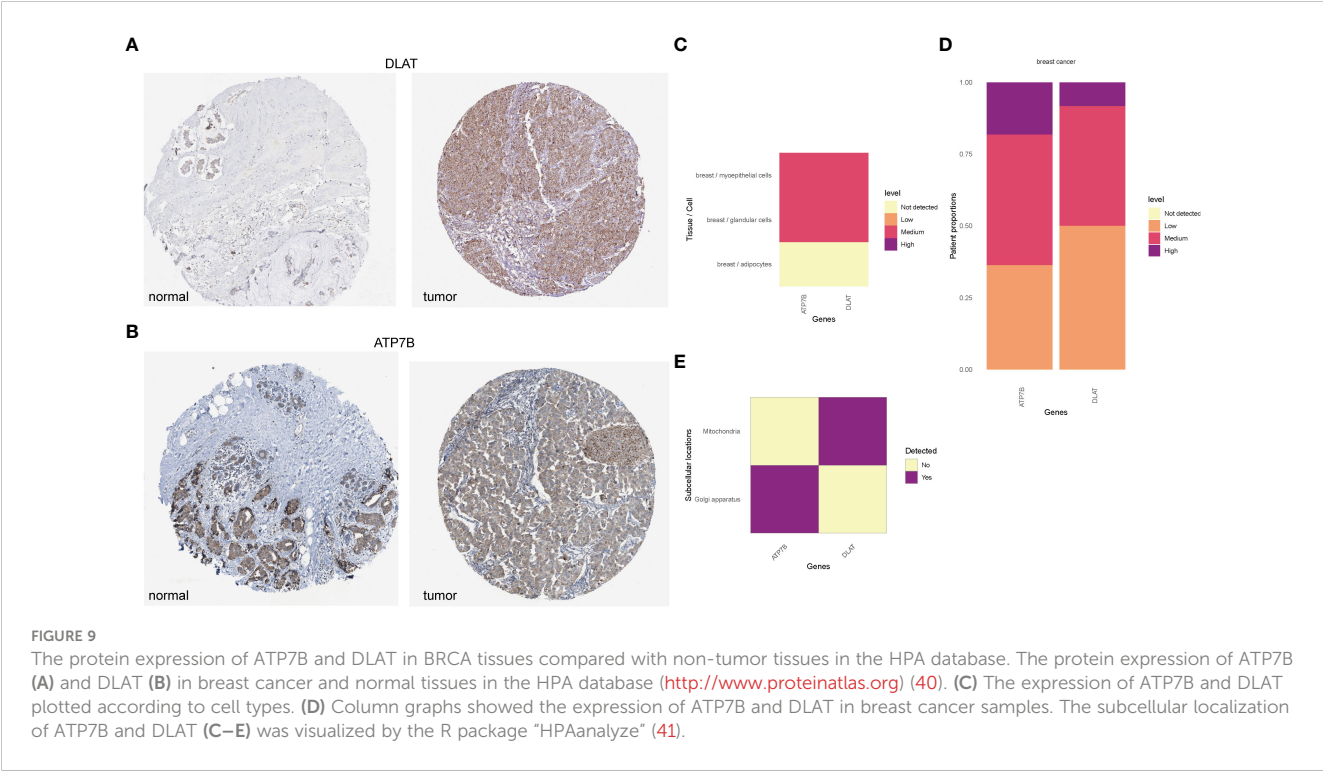 A
DLAT
normal
tumor
B
ATP7B
normal
tumor
C
Tissue / Cell
breast / myoepithelial cells
breast / glandular cells
breast / adipocytes
ATP7B
DLAT
Genes
level
Not detected
Low
Medium
High
D
breast cancer
Patient proportions
1.00
0.75
0.50
0.25
0.00
ATP7B
DLAT
Genes
level
Not detected
Low
Medium
High
E
Subcellular locations
Mitochondria
Golgi apparatus
ATP7B
DLAT
Genes
Detected
No
Yes
FIGURE 9
The protein expression of ATP7B and DLAT in BRCA tissues compared with non-tumor tissues in the HPA database. The protein expression of ATP7B
(A) and DLAT (B) in breast cancer and normal tissues in the HPA database (http://www.proteinatlas.org) (40). (C) The expression of ATP7B and DLAT
plotted according to cell types. (D) Column graphs showed the expression of ATP7B and DLAT in breast cancer samples. The subcellular localization
of ATP7B and DLAT (C–E) was visualized by the R package “HPAanalyze” (41).